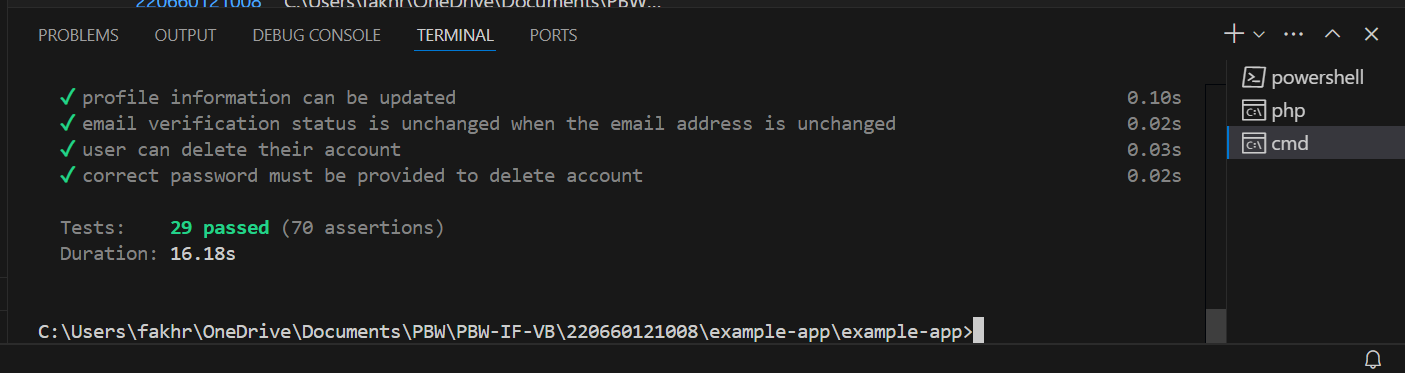 220660121008 C:\Users\fakhr\OneDrive\Documents\PBW...
PROBLEMS OUTPUT DEBUG CONSOLE TERMINAL PORTS
✓ profile information can be updated 0.10s
✓ email verification status is unchanged when the email address is unchanged 0.02s
✓ user can delete their account 0.03s
✓ correct password must be provided to delete account 0.02s
Tests: 29 passed (70 assertions)
Duration: 16.18s
C:\Users\fakhr\OneDrive\Documents\PBW\PBW-IF-VB\220660121008\example-app\example-app>
powershell
php
cmd